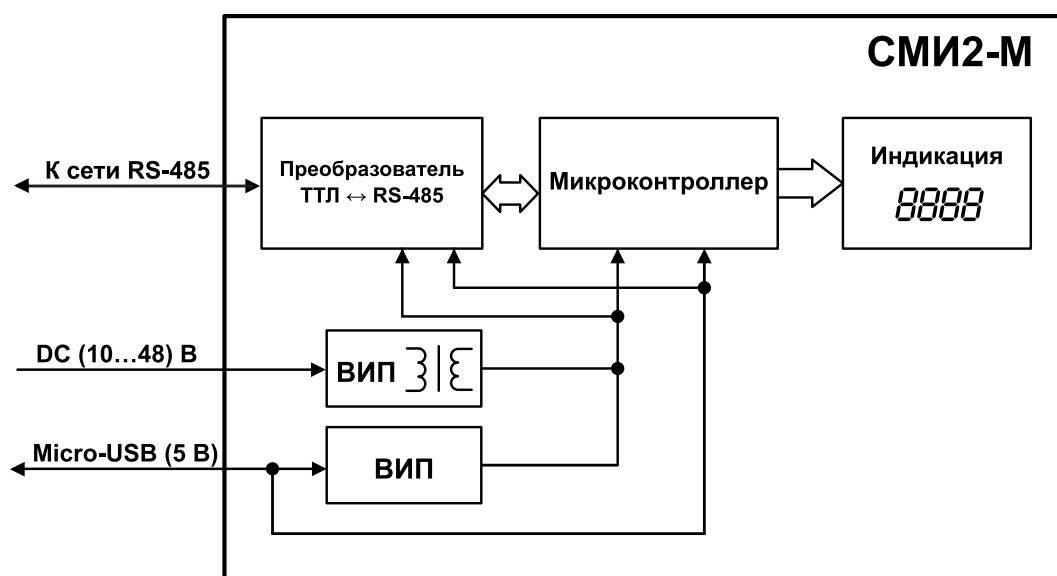 СМИ2-М
К сети RS-485
Преобразователь
ТТЛ ↔ RS-485
Микроконтроллер
Индикация
8888
DC (10...48) В
ВИП
Micro-USB (5 В)
ВИП